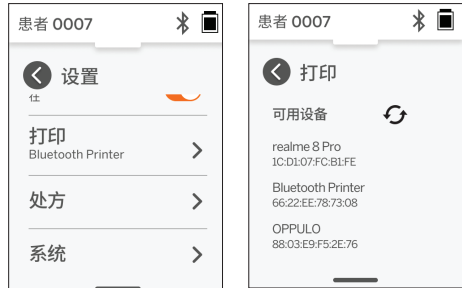 患者 0007
设置
打印
Bluetooth Printer
处方
系统
患者 0007
打印
可用设备
realme 8 Pro
1C:D1:07:FC:B1:FE
Bluetooth Printer
66:22:EE:78:73:08
OPPULO
88:03:E9:F5:2E:76